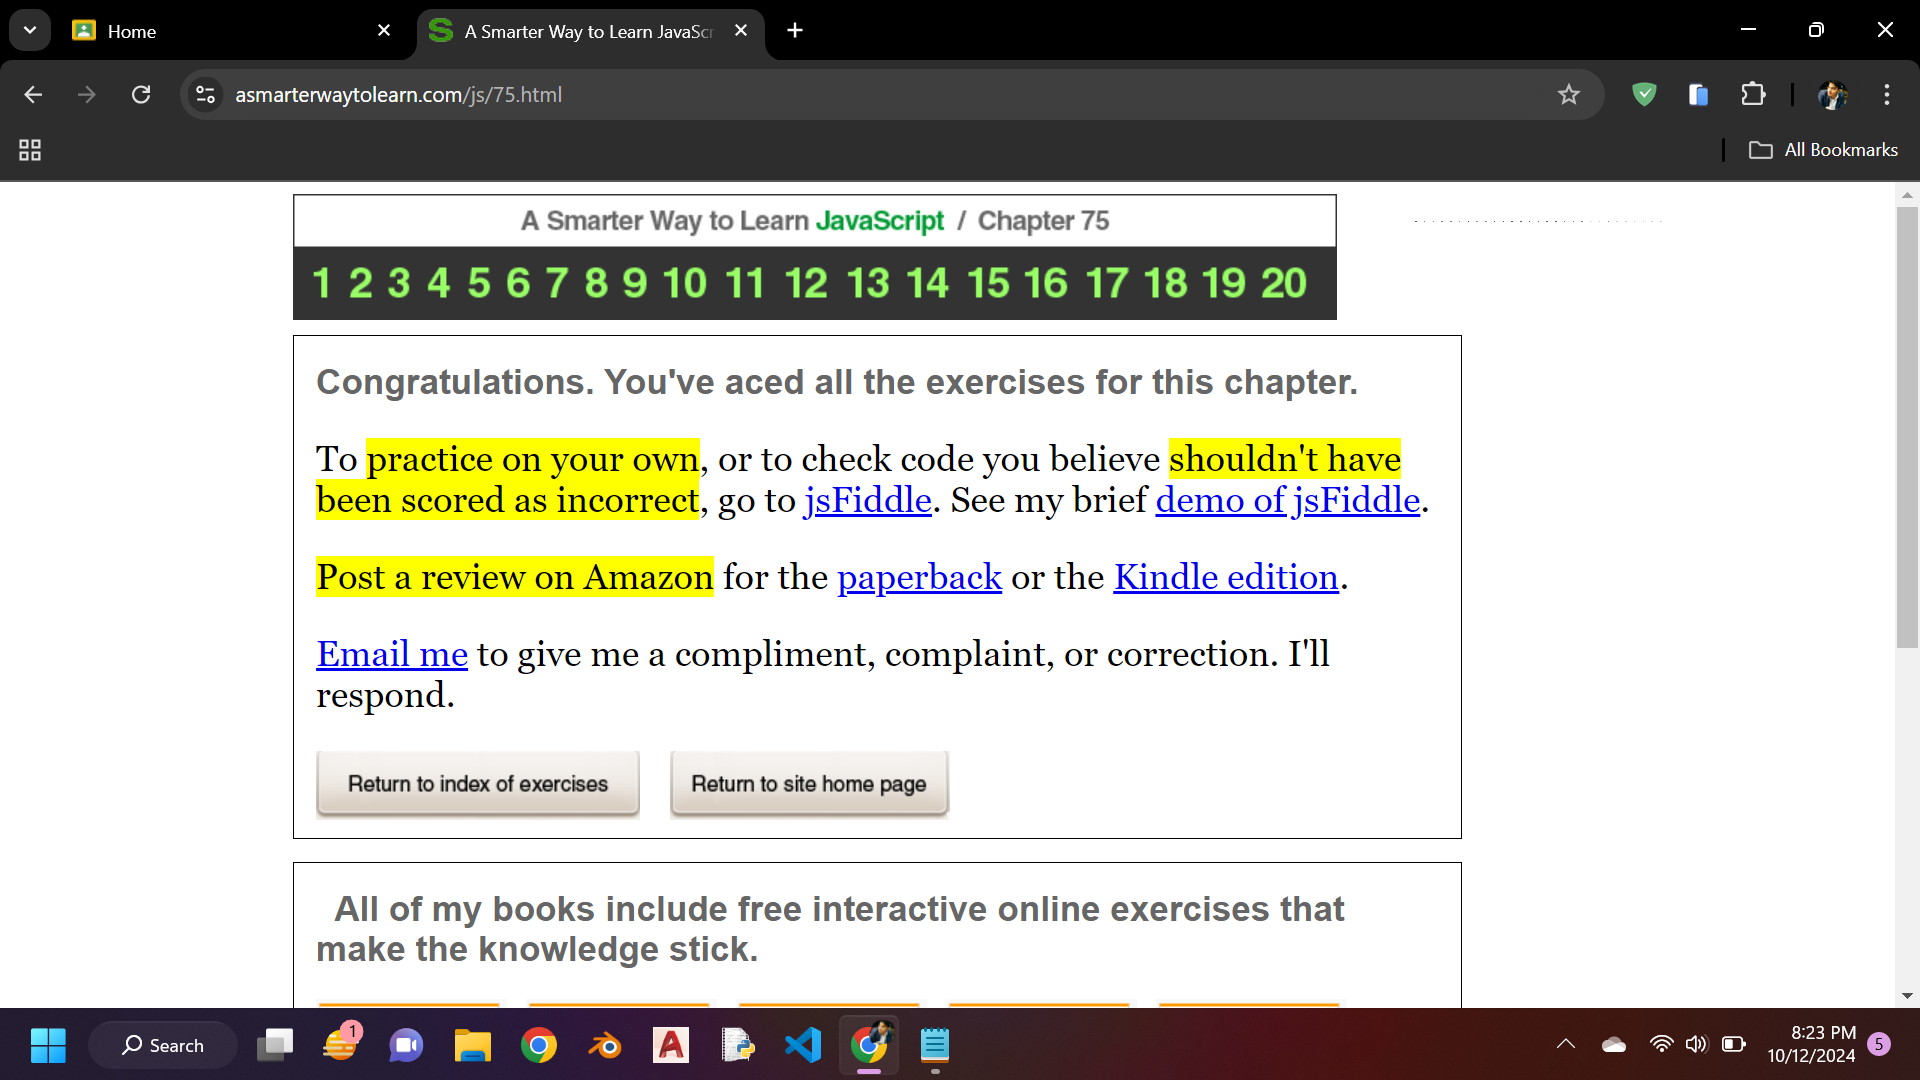 Home
A Smarter Way to Learn JavaScr
asmarterwaytolearn.com/js/75.html
All Bookmarks
A Smarter Way to Learn JavaScript / Chapter 75
1 2 3 4 5 6 7 8 9 10 11 12 13 14 15 16 17 18 19 20
Congratulations. You've aced all the exercises for this chapter.
To practice on your own, or to check code you believe shouldn't have
been scored as incorrect, go to jsFiddle. See my brief demo of jsFiddle.
Post a review on Amazon for the paperback or the Kindle edition.
Email me to give me a compliment, complaint, or correction. I'll
respond.
Return to index of exercises
Return to site home page
All of my books include free interactive online exercises that
make the knowledge stick.
Search
1
8:23 PM
10/12/2024
5